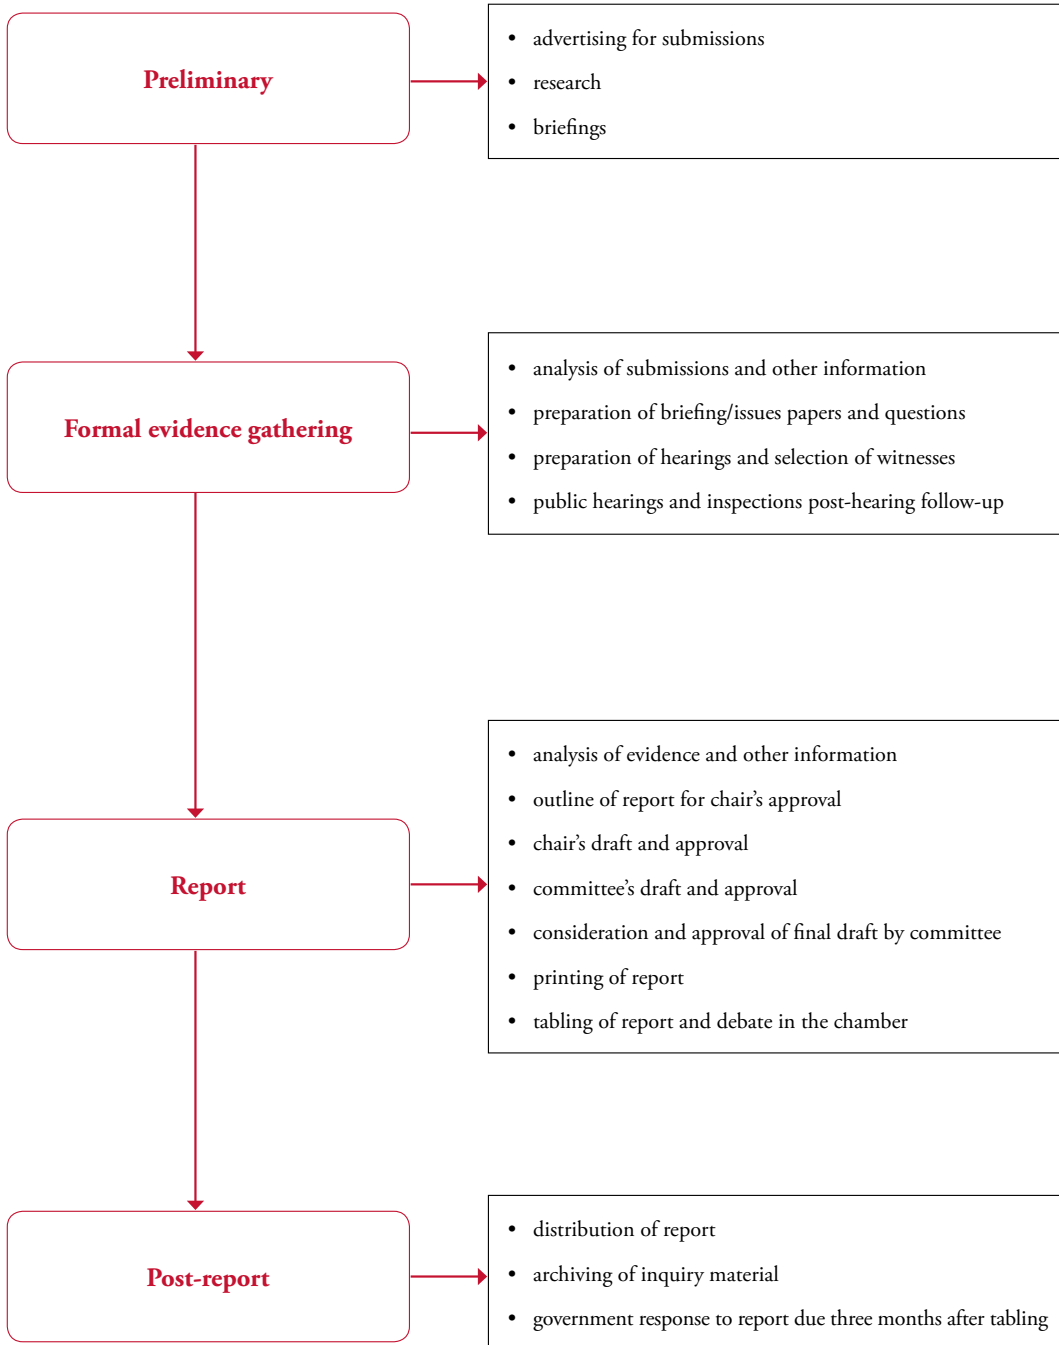 Preliminary
• advertising for submissions
• research
• briefings
Formal evidence gathering
• analysis of submissions and other information
• preparation of briefing/issues papers and questions
• preparation of hearings and selection of witnesses
• public hearings and inspections post-hearing follow-up
Report
• analysis of evidence and other information
• outline of report for chair’s approval
• chair’s draft and approval
• committee’s draft and approval
• consideration and approval of final draft by committee
• printing of report
• tabling of report and debate in the chamber
Post-report
• distribution of report
• archiving of inquiry material
• government response to report due three months after tabling